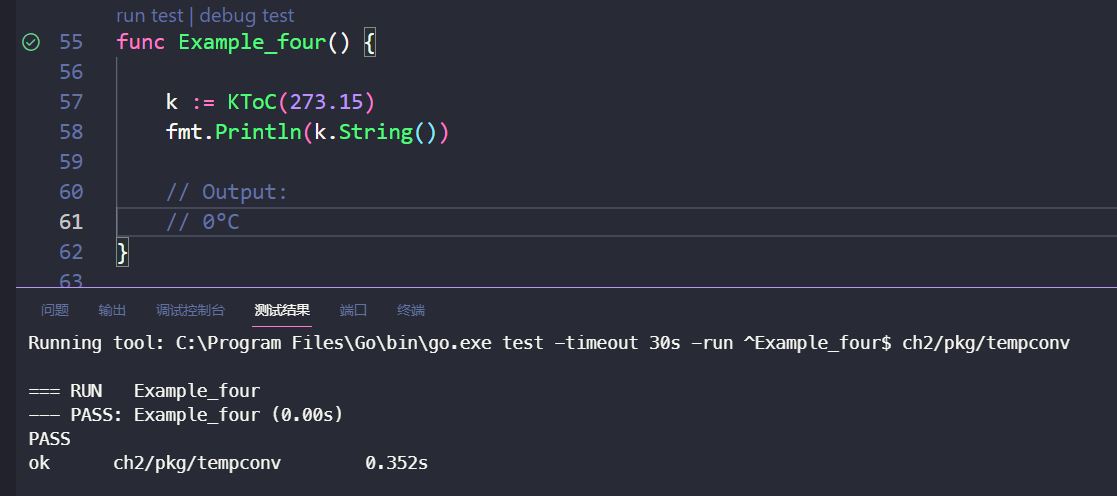 run test | debug test
55 func Example_four() {
56
57 k := KToC(273.15)
58 fmt.Println(k.String())
59
60 // Output:
61 // 0°C
62 }
63
问题 输出 调试控制台 测试结果 端口 终端
Running tool: C:\Program Files\Go\bin\go.exe test -timeout 30s -run ^Example_four$ ch2/pkg/tempconv
=== RUN   Example_four
--- PASS: Example_four (0.00s)
PASS
ok      ch2/pkg/tempconv        0.352s